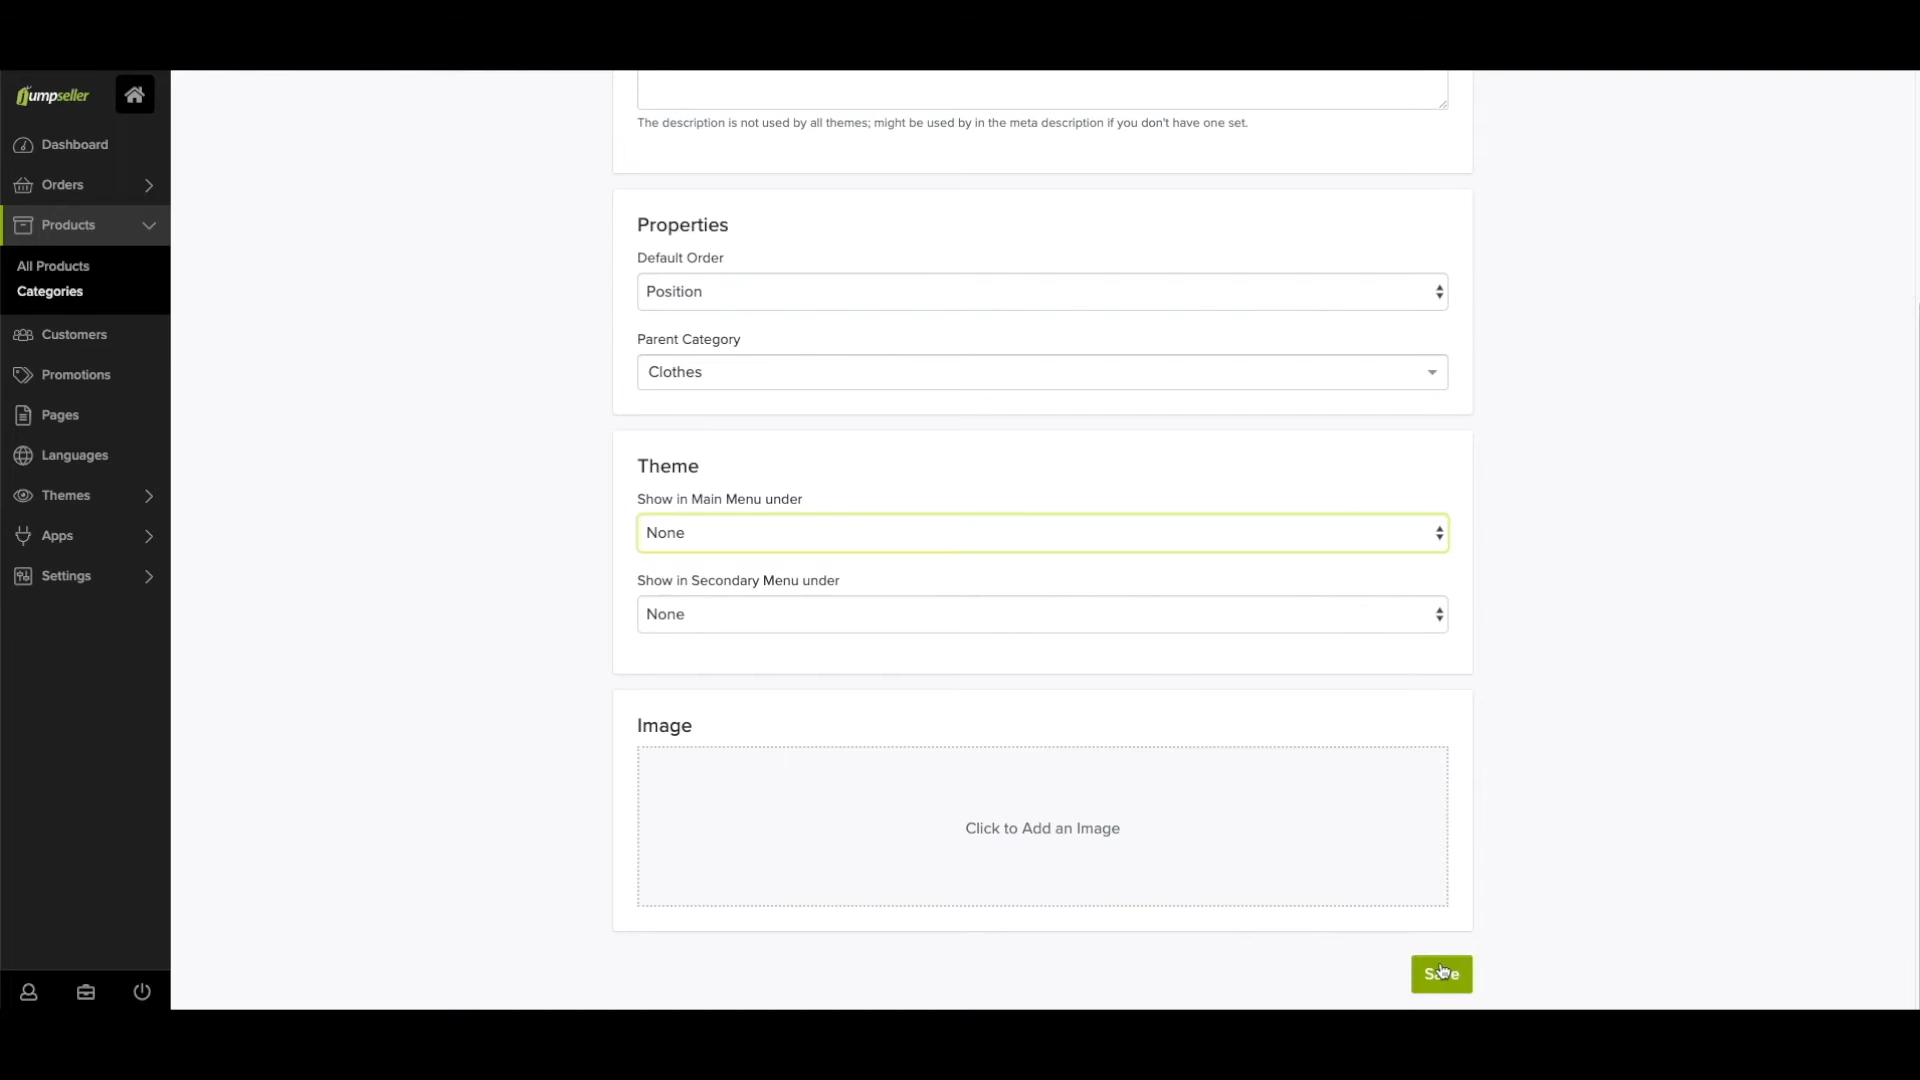 Jumpseller
Dashboard
Orders
Products
All Products
Categories
Customers
Promotions
Pages
Languages
Themes
Apps
Settings
The description is not used by all themes; might be used by in the meta description if you don't have one set.
Properties
Default Order
Position
Parent Category
Clothes
Theme
Show in Main Menu under
None
Show in Secondary Menu under
None
Image
Click to Add an Image
Save